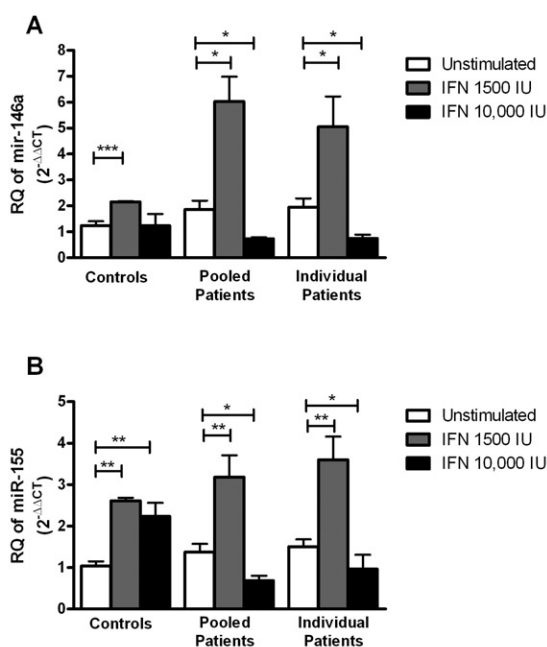 A
RQ of mir-146a
(2-ΔΔCT)
8
7
6
5
4
3
2
1
0
***
*
*
*
*
Controls
Pooled
Patients
Individual
Patients
Unstimulated
IFN 1500 IU
IFN 10,000 IU
B
RQ of miR-155
(2-ΔΔCT)
5
4
3
2
1
0
**
**
*
**
*
**
Controls
Pooled
Patients
Individual
Patients
Unstimulated
IFN 1500 IU
IFN 10,000 IU